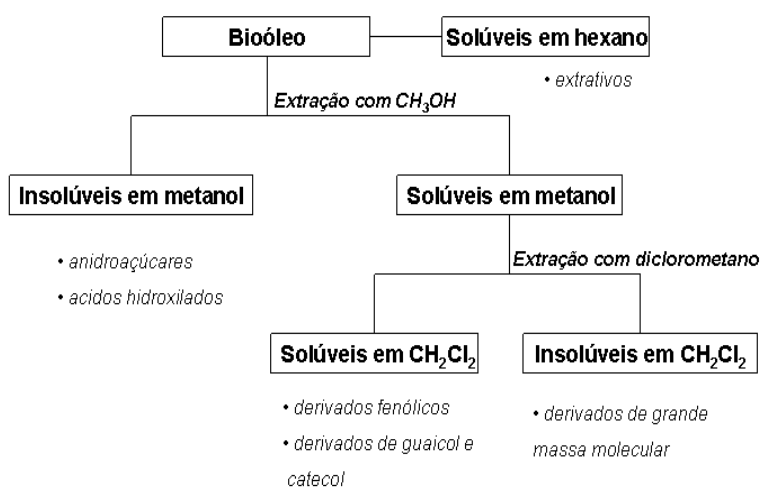 Bioóleo
Solúveis em hexano
• extrativos
Extração com CH₃OH
Insolúveis em metanol
Solúveis em metanol
• anidroaçúcares
• acidos hidroxilados
Extração com diclorometano
Solúveis em CH₂Cl₂
Insolúveis em CH₂Cl₂
• derivados fenólicos
• derivados de guaicol e
catecol
• derivados de grande
massa molecular